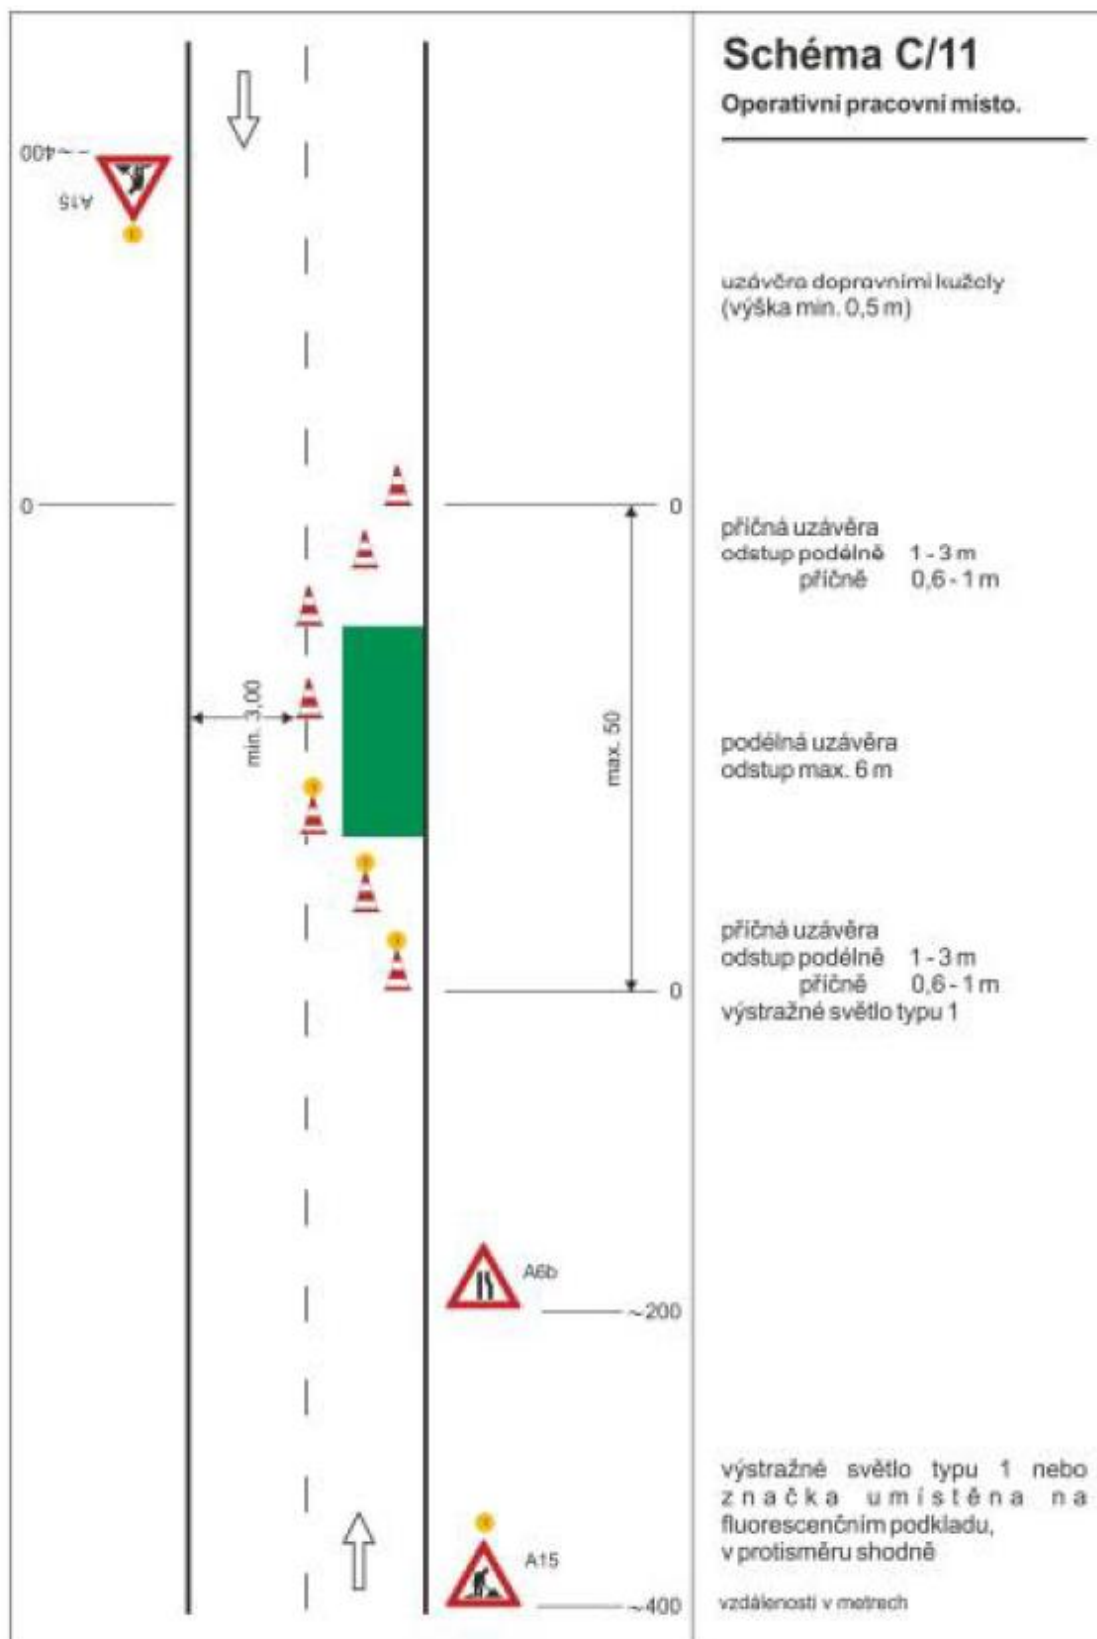 Schéma C/11
Operativní pracovní místo.
~400
A15
1
uzávěra dopravními kužely
(výška min. 0,5 m)
0
0
příčná uzávěra
odstup podélně 1 - 3 m
příčně 0,6 - 1 m
min. 3,00
max. 50
podélná uzávěra
odstup max. 6 m
příčná uzávěra
odstup podélně 1 - 3 m
příčně 0,6 - 1 m
výstražné světlo typu 1
0
A6b
~200
výstražné světlo typu 1 nebo
značka umístěna na
fluorescenčním podkladu,
v protisměru shodně
A15
~400
vzdálenosti v metrech